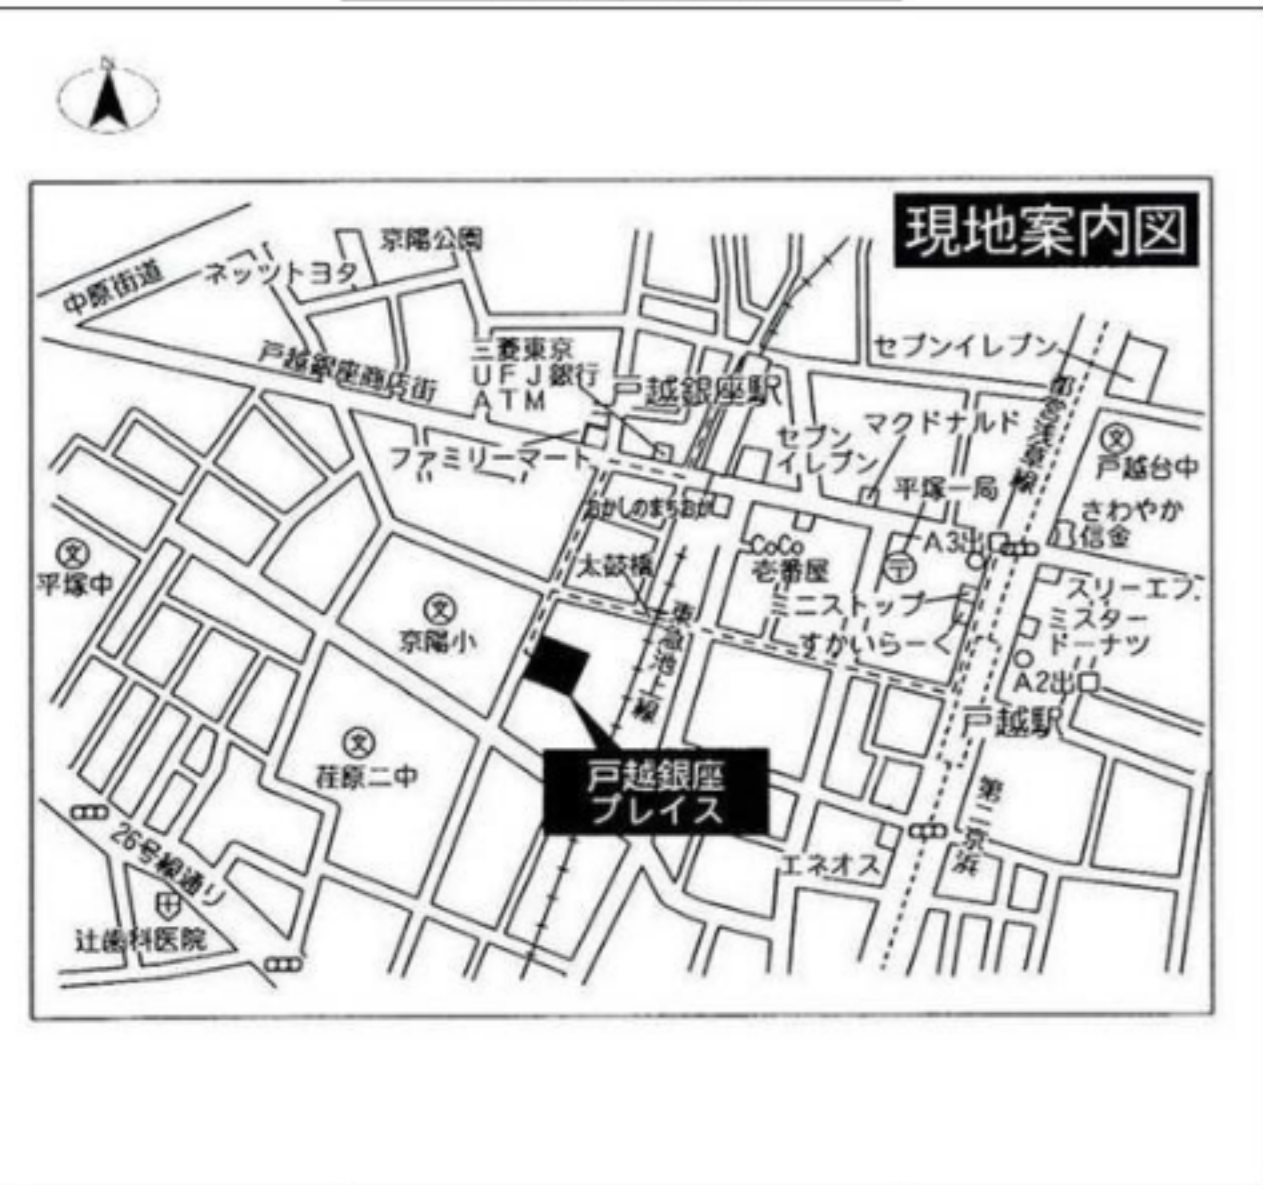 N
現地案内図
京陽公園
ネッツトヨタ
中原街道
戸越銀座商店街
三菱東京
UFJ銀行
ATM
戸越銀座駅
セブンイレブン
都営浅草線
マクドナルド
セブン
イレブン
ファミリーマート
文
戸越台中
平塚一局
おかしのまちおか
さわやか
信金
A3出口
CoCo
壱番屋
〒
太鼓橋
文
平塚中
スリーエフ
ミニストップ
文
京陽小
東急池上線
ミスター
ドーナツ
すかいらーく
A2出口
戸越駅
文
荏原二中
戸越銀座
プレイス
第二京浜
26号線通り
エネオス
辻歯科医院